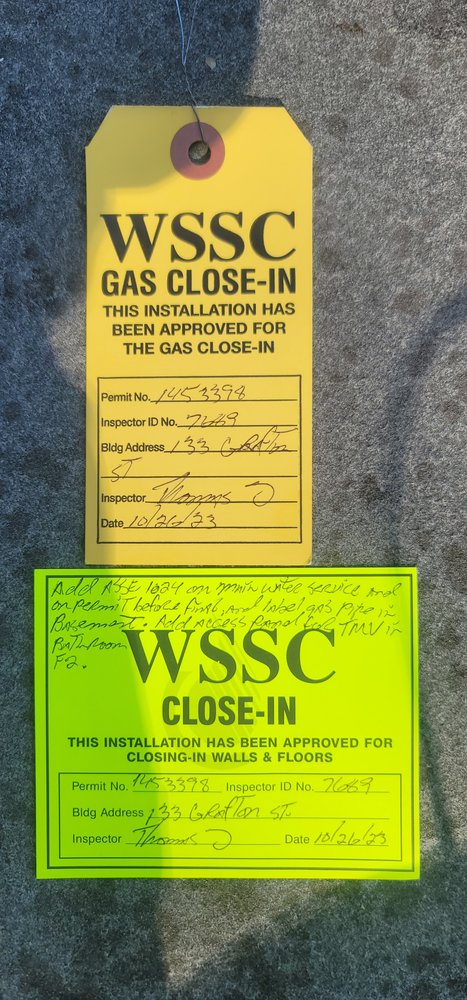 WSSC
GAS CLOSE-IN
THIS INSTALLATION HAS
BEEN APPROVED FOR
THE GAS CLOSE-IN
Permit No. 1453398
Inspector ID No. 7669
Bldg Address 133 Grafton
ST
Inspector Thomas J
Date 10/26/23
Add ASSE 1024 on main water service and
on permit before final, and label gas pipe in
Basement. Add access panel for TMV in
Bathroom
F2.
WSSC
CLOSE-IN
THIS INSTALLATION HAS BEEN APPROVED FOR
CLOSING-IN WALLS & FLOORS
Permit No. 1453398 Inspector ID No. 7669
Bldg Address 133 Grafton ST.
Inspector Thomas J Date 10/26/23